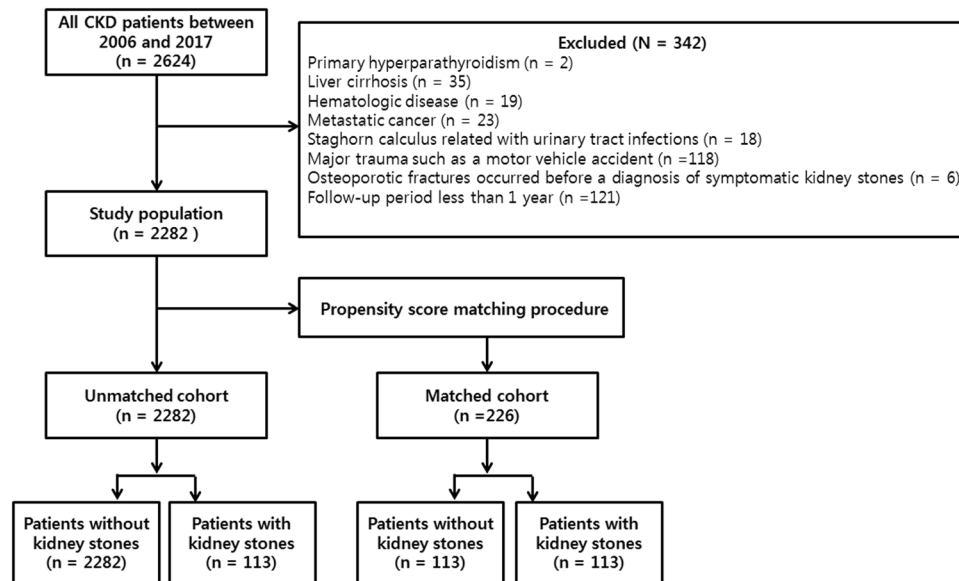 All CKD patients between
2006 and 2017
(n = 2624)
Excluded (N = 342)
Primary hyperparathyroidism (n = 2)
Liver cirrhosis (n = 35)
Hematologic disease (n = 19)
Metastatic cancer (n = 23)
Staghorn calculus related with urinary tract infections (n = 18)
Major trauma such as a motor vehicle accident (n =118)
Osteoporotic fractures occurred before a diagnosis of symptomatic kidney stones (n = 6)
Follow-up period less than 1 year (n =121)
Study population
(n = 2282 )
Propensity score matching procedure
Unmatched cohort
(n = 2282)
Matched cohort
(n =226)
Patients without
kidney stones
(n = 2282)
Patients with
kidney stones
(n = 113)
Patients without
kidney stones
(n = 113)
Patients with
kidney stones
(n = 113)